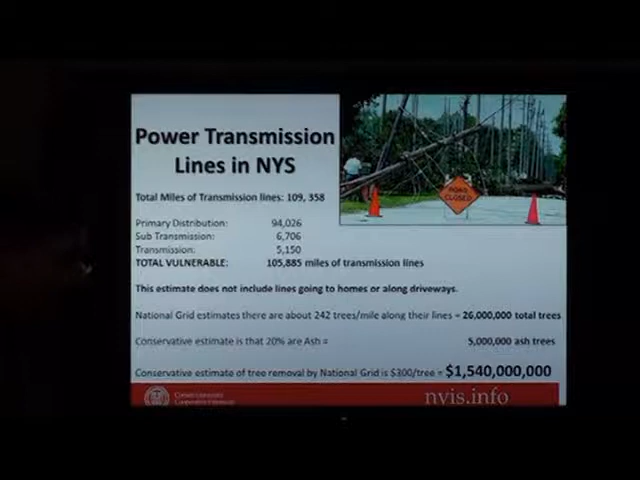 Power Transmission
Lines in NYS
ROAD
CLOSED
Total Miles of Transmission lines: 109, 358
Primary Distribution: 94,026
Sub Transmission: 6,706
Transmission: 5,150
TOTAL VULNERABLE: 105,885 miles of transmission lines
This estimate does not include lines going to homes or along driveways.
National Grid estimates there are about 242 trees/mile along their lines = 26,000,000 total trees
Conservative estimate is that 20% are Ash = 5,000,000 ash trees
Conservative estimate of tree removal by National Grid is $300/tree = $1,540,000,000
Cornell University
Cooperative Extension
nyis.info